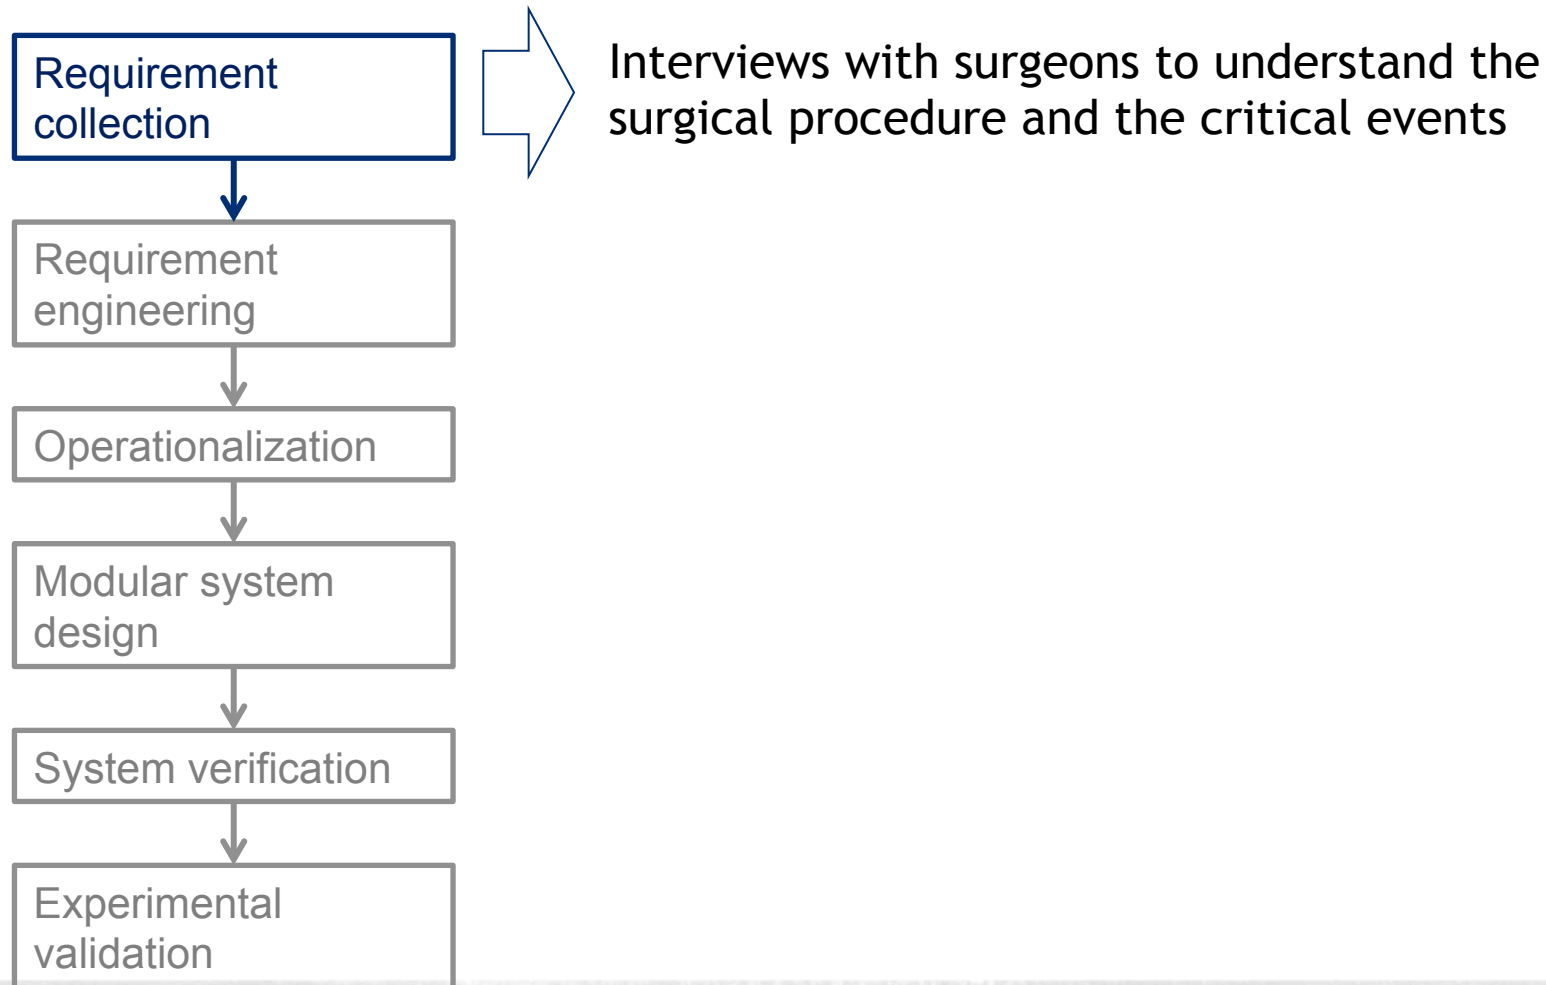 Requirement
collection
Interviews with surgeons to understand the
surgical procedure and the critical events
Requirement
engineering
Operationalization
Modular system
design
System verification
Experimental
validation